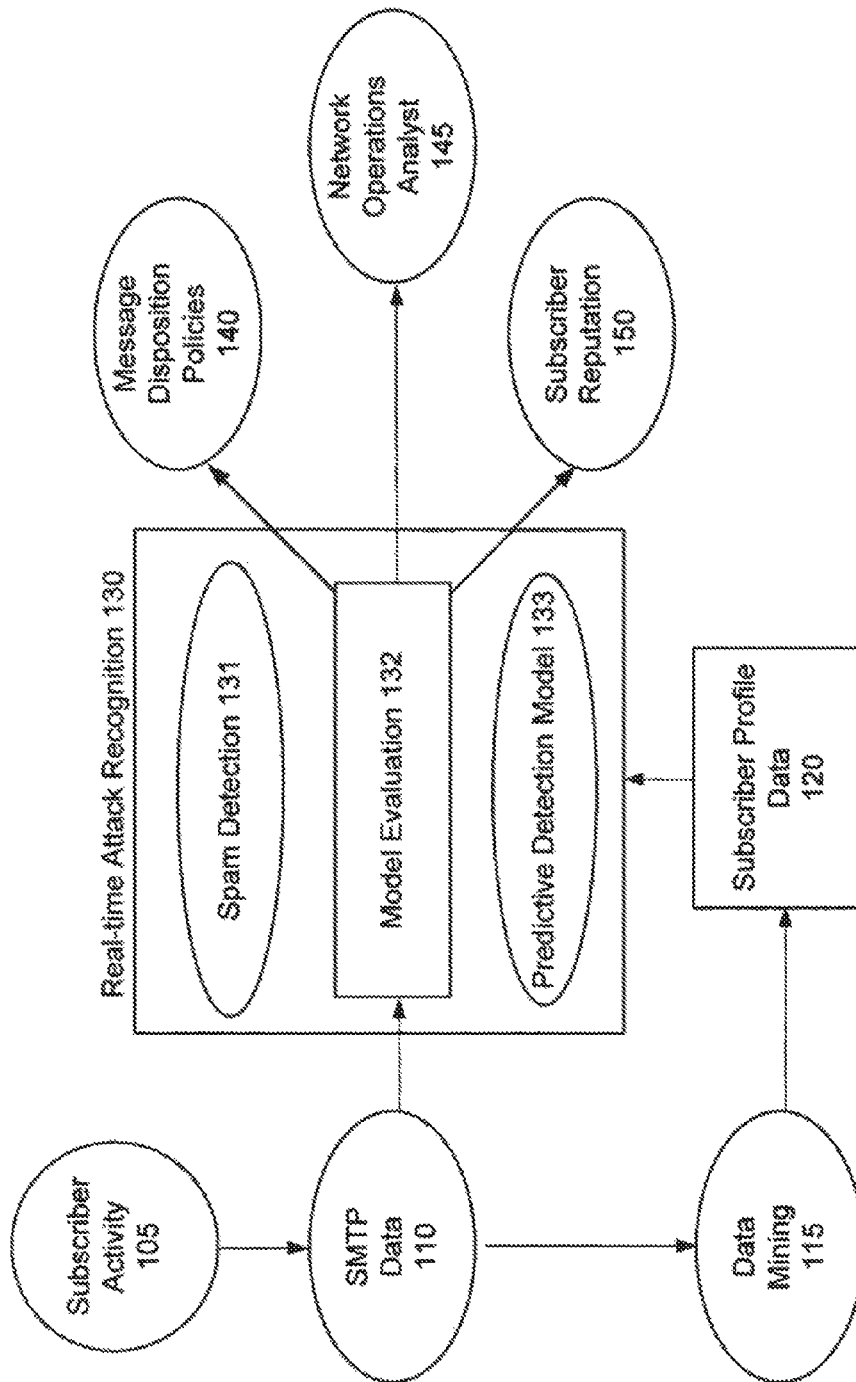 Subscriber
Activity
105
SMTP
Data
110
Data
Mining
115
Real-time Attack Recognition 130
Spam Detection 131
Model Evaluation 132
Predictive Detection Model 133
Subscriber Profile
Data
120
Message
Disposition
Policies
140
Network
Operations
Analyst
145
Subscriber
Reputation
150